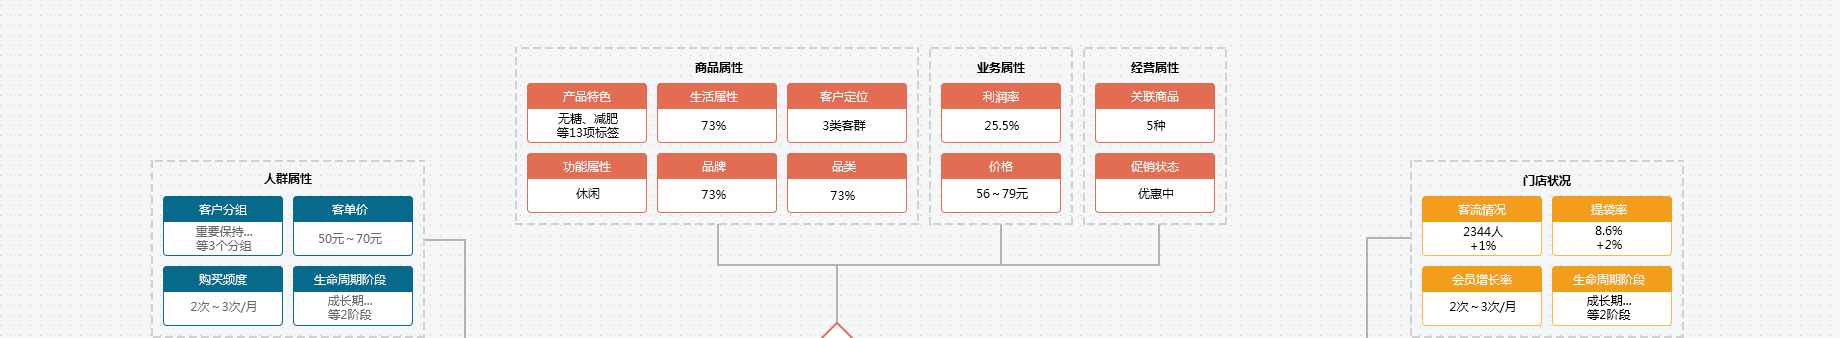 商品属性
产品特色
无糖、减肥
等13项标签
生活属性
73%
客户定位
3类客群
功能属性
休闲
品牌
73%
品类
73%
业务属性
利润率
25.5%
价格
56～79元
经营属性
关联商品
5种
促销状态
优惠中
人群属性
客户分组
重要保持...
等3个分组
客单价
50元～70元
购买频度
2次～3次/月
生命周期阶段
成长期...
等2阶段
门店状况
客流情况
2344人
+1%
提袋率
8.6%
+2%
会员增长率
2次～3次/月
生命周期阶段
成长期...
等2阶段